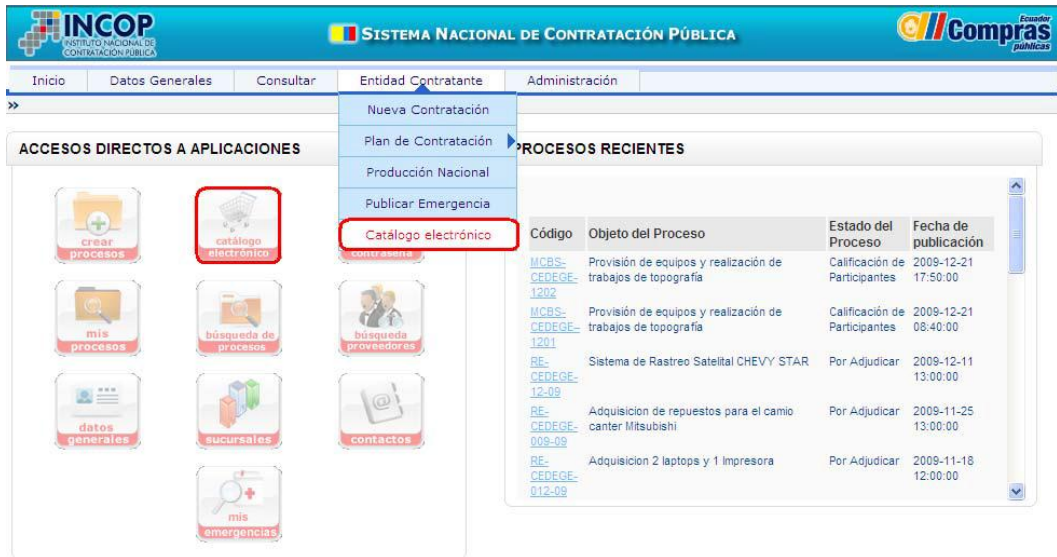 INCOP
INSTITUTO NACIONAL DE
CONTRATACIÓN PÚBLICA
SISTEMA NACIONAL DE CONTRATACIÓN PÚBLICA
Ecuador
Compras
públicas
Inicio Datos Generales Consultar Entidad Contratante Administración
»
Nueva Contratación
Plan de Contratación
Producción Nacional
Publicar Emergencia
Catálogo electrónico
ACCESOS DIRECTOS A APLICACIONES
crear
procesos
catálogo
electrónico
contraseña
mis
procesos
búsqueda de
procesos
búsqueda
proveedores
datos
generales
sucursales
contactos
mis
emergencias
PROCESOS RECIENTES
Código Objeto del Proceso Estado del Proceso Fecha de publicación
MCBS-CEDEGE-1202 Provisión de equipos y realización de trabajos de topografía Calificación de Participantes 2009-12-21 17:50:00
MCBS-CEDEGE-1201 Provisión de equipos y realización de trabajos de topografía Calificación de Participantes 2009-12-21 08:40:00
RE-CEDEGE-12-09 Sistema de Rastreo Satelital CHEVY STAR Por Adjudicar 2009-12-11 13:00:00
RE-CEDEGE-009-09 Adquisicion de repuestos para el camio canter Mitsubishi Por Adjudicar 2009-11-25 13:00:00
RE-CEDEGE-012-09 Adquisicion 2 laptops y 1 Impresora Por Adjudicar 2009-11-18 12:00:00